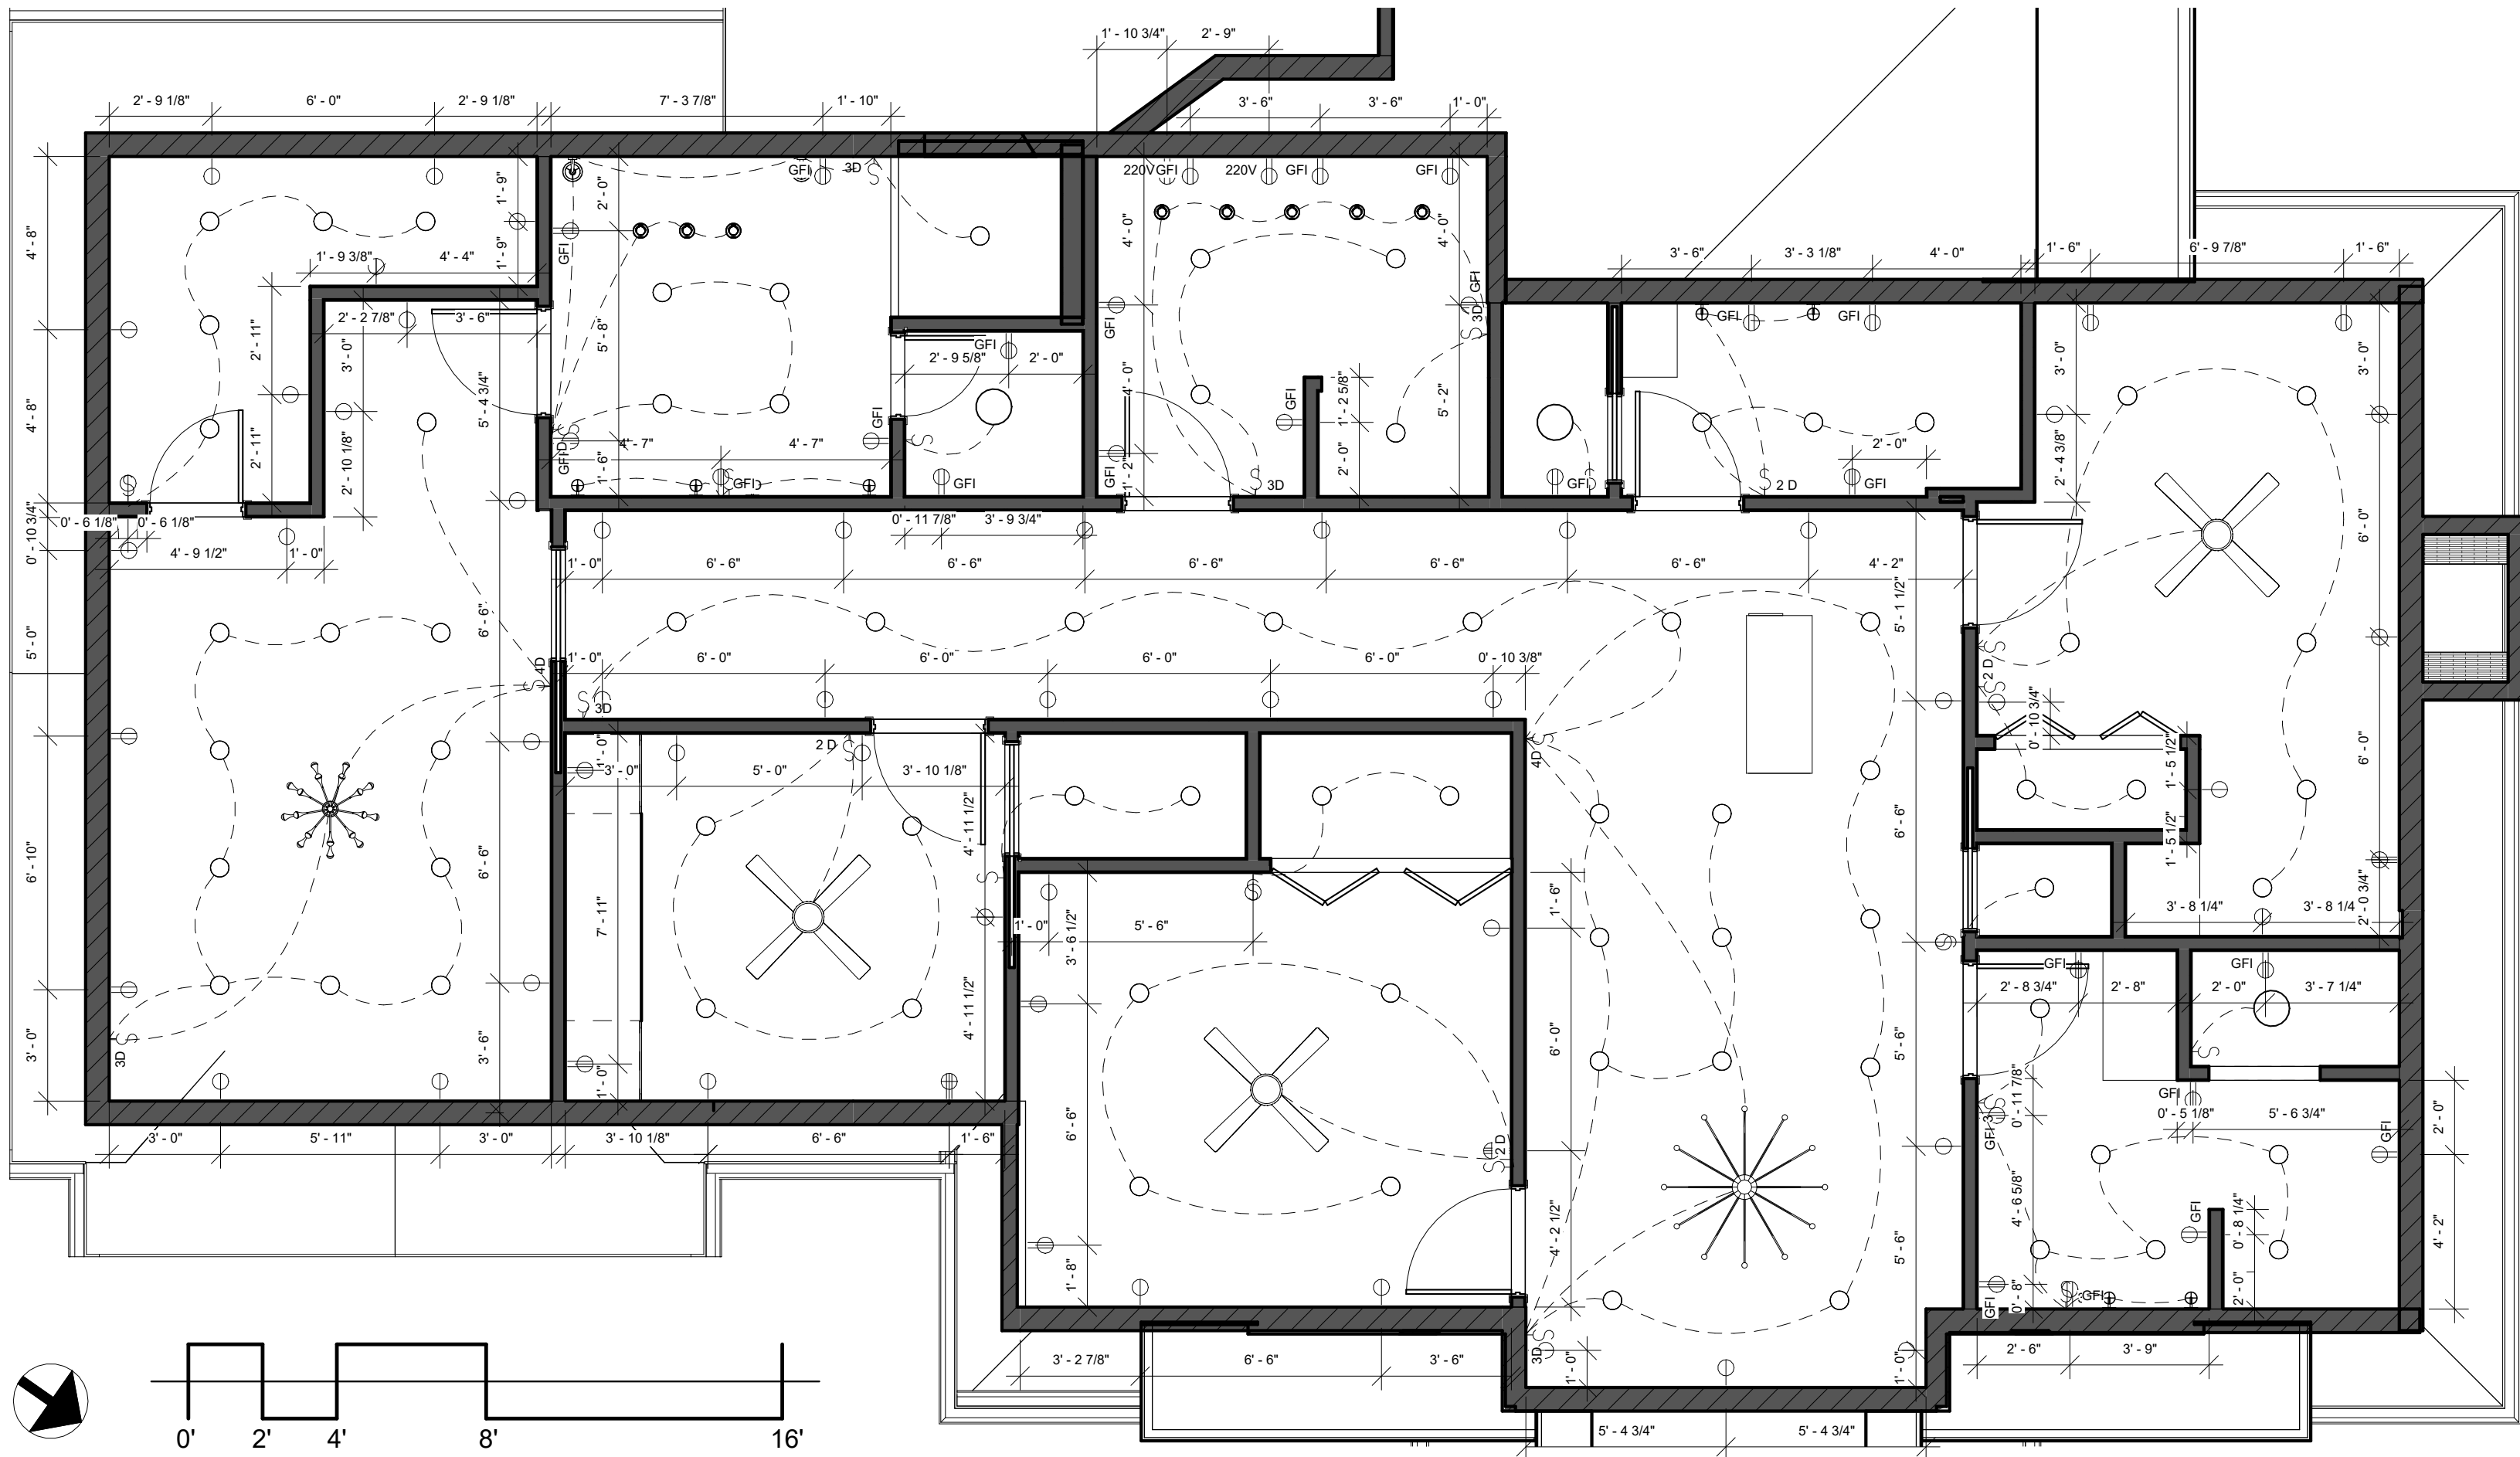 1' - 10 3/4" 2' - 9"
2' - 9 1/8" 6' - 0" 2' - 9 1/8" 7' - 3 7/8" 1' - 10" 3' - 6" 3' - 6" 1' - 0"
GFI 3D 220V GFI 220V GFI GFI
1' - 9" 2' - 0"
4' - 8" 1' - 9" GFI 4' - 0" 4' - 0"
1' - 9 3/8" 4' - 4" 3' - 6" 3' - 3 1/8" 4' - 0" 1' - 6" 6' - 9 7/8" 1' - 6"
GFI
2' - 2 7/8" 3' - 6" GFI 3D GFI GFI
2' - 11" 3' - 0" 5' - 8" GFI
2' - 9 5/8" 2' - 0" 3' - 0" 3' - 0"
5' - 4 3/4" 4' - 0" 1' - 2 5/8" 5' - 2"
4' - 8" GFI GFI
2' - 11" 2' - 10 1/8" D 4' - 7" 4' - 7" 2' - 0" 2' - 4 3/8"
GFI 1' - 6" GFI GFI GFI 1' - 2" 3D 2' - 0" GFI 2 D GFI
0' - 10 3/4" 0' - 6 1/8" 0' - 6 1/8" 0' - 11 7/8" 3' - 9 3/4" 6' - 0"
4' - 9 1/2" 1' - 0" 1' - 0" 6' - 6" 6' - 6" 6' - 6" 6' - 6" 6' - 6" 4' - 2"
5' - 0" 6' - 6" 5' - 1 1/2"
4D 1' - 0" 6' - 0" 6' - 0" 6' - 0" 6' - 0" 0' - 10 3/8" 2 D
3D 0' - 10 3/4"
2 D 4D 6' - 0"
1' - 0" 3' - 0" 5' - 0" 3' - 10 1/8" 1' - 5 1/2"
4' - 11 1/2" 6' - 6" 1' - 5 1/2"
6' - 10" 6' - 6" 7' - 11" 1' - 6"
1' - 0" 5' - 6" 3' - 8 1/4" 3' - 8 1/4 2' - 0 3/4"
3' - 6 1/2"
GFI GFI
2' - 8 3/4" 2' - 8" 2' - 0" 3' - 7 1/4"
3' - 0" 3' - 6" 4' - 11 1/2" 6' - 0" 5' - 6"
3D 1' - 0" GFI
0' - 11 7/8" 0' - 5 1/8" 5' - 6 3/4"
6' - 6" GFI 3 GFI 2' - 0"
3' - 0" 5' - 11" 3' - 0" 3' - 10 1/8" 6' - 6" 1' - 6" 2 D
4' - 6 5/8" GFI 0' - 8 1/4"
4' - 2 1/2" 5' - 6" 4' - 2"
1' - 8" GFI 0' - 8" GFI 2' - 0"
3' - 2 7/8" 6' - 6" 3' - 6" 3D 1' - 0" 1' - 0" 2' - 6" 3' - 9"
5' - 4 3/4" 5' - 4 3/4"
0' 2' 4' 8' 16'